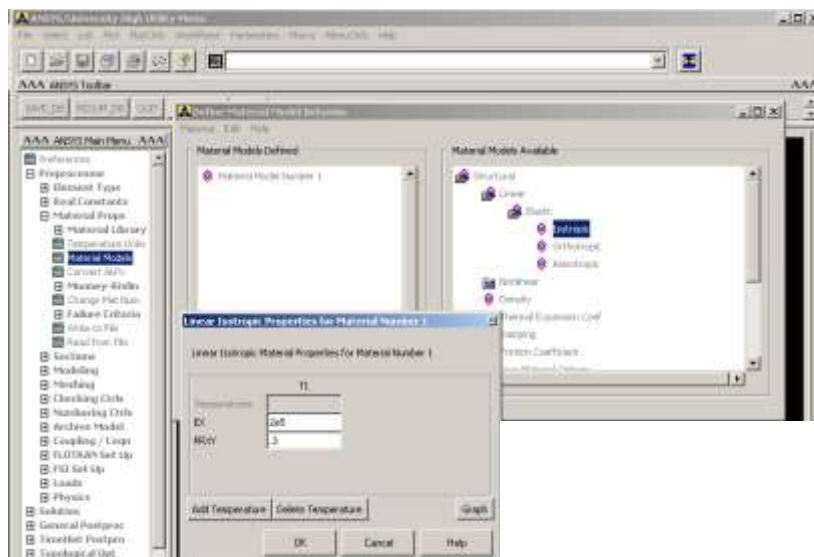 ANSYS/University High Utility Menu
File Select List Plot PlotCtrls WorkPlane Parameters Macro MenuCtrls Help
ANSYS Toolbar
SAVE_DB RESUM_DB QUIT
Define Material Model Behavior
Material Edit Help
ANSYS Main Menu
Preferences
Preprocessor
Element Type
Real Constants
Material Props
Material Library
Temperature Units
Material Models
Convert ALPx
Mooney-Rivlin
Change Mat Num
Failure Criteria
Write to File
Read from File
Sections
Modeling
Meshing
Checking Ctrls
Numbering Ctrls
Archive Model
Coupling / Ceqn
FLOTRAN Set Up
FSI Set Up
Loads
Physics
Solution
General Postproc
TimeHist Postpro
Topological Opt
Material Models Defined
Material Model Number 1
Material Models Available
Structural
Linear
Elastic
Isotropic
Orthotropic
Anisotropic
Nonlinear
Density
Thermal Expansion Coef
Damping
Friction Coefficient
Linear Isotropic Properties for Material Number 1
Linear Isotropic Material Properties for Material Number 1
T1
Temperatures
EX 2e5
PRXY .3
Add Temperature Delete Temperature Graph
OK Cancel Help